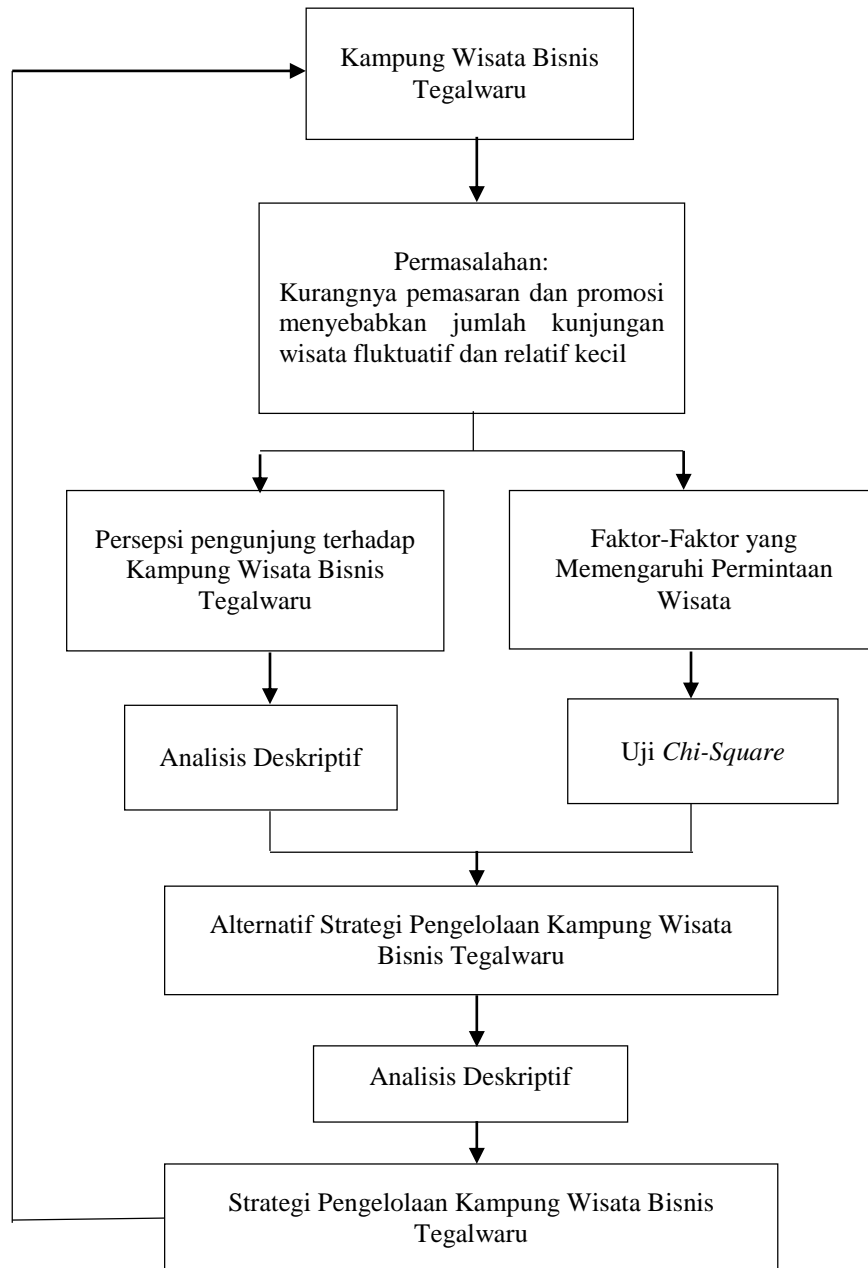 Kampung Wisata Bisnis
Tegalwaru
Permasalahan:
Kurangnya pemasaran dan promosi
menyebabkan jumlah kunjungan
wisata fluktuatif dan relatif kecil
Persepsi pengunjung terhadap
Kampung Wisata Bisnis
Tegalwaru
Faktor-Faktor yang
Memengaruhi Permintaan
Wisata
Analisis Deskriptif
Uji Chi-Square
Alternatif Strategi Pengelolaan Kampung Wisata
Bisnis Tegalwaru
Analisis Deskriptif
Strategi Pengelolaan Kampung Wisata Bisnis
Tegalwaru